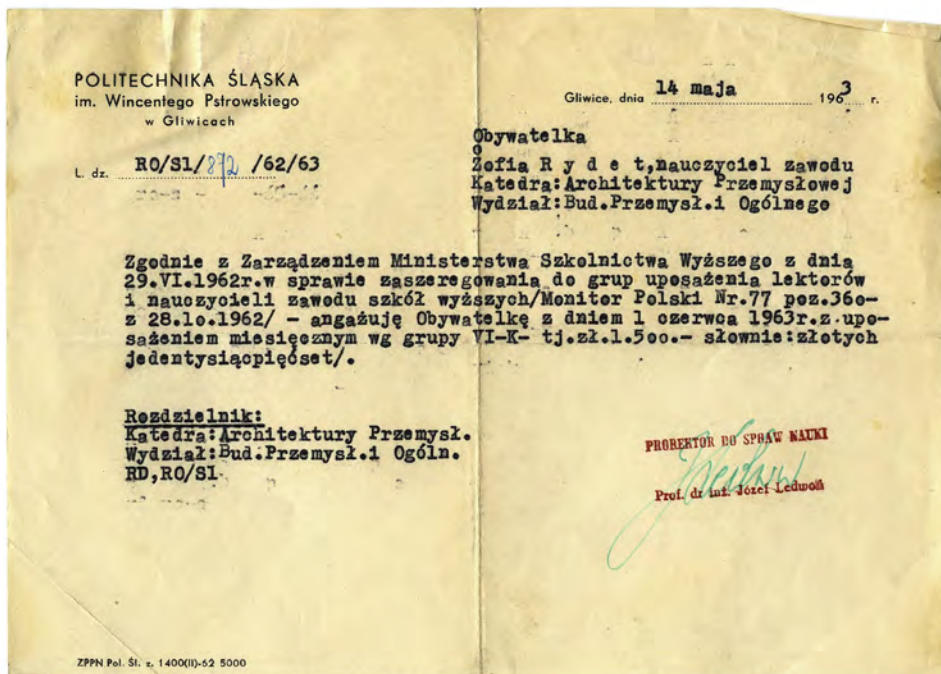 POLITECHNIKA ŚLĄSKA
im. Wincentego Pstrowskiego
w Gliwicach
Gliwice, dnia 14 maja 1963 r.
L. dz. RO/Sl/872 /62/63
Obywatelka
Zofia R y d e t,nauczyciel zawodu
Katedra:Architektury Przemysłowej
Wydział:Bud.Przemysł.i Ogólnego
Zgodnie z Zarządzeniem Ministerstwa Szkolnictwa Wyższego z dnia
29.VI.1962r.w sprawie zaszeregowania do grup uposażenia lektorów
i nauczycieli zawodu szkół wyższych/Monitor Polski Nr.77 poz.36o-
z 28.1o.1962/ - angażuję Obywatelkę z dniem 1 czerwca 1963r.z.upo-
sażeniem miesięcznym wg grupy VI-K- tj.zł.1.5oo.- słownie:złotych
jedentysiącpięćset/.
Rozdzielnik:
Katedra:Architektury Przemysł.
Wydział:Bud.Przemysł.i Ogóln.
RD,RO/Sl
PROREKTOR DO SPRAW NAUKI
Prof. dr inż. Józef Ledwoń
ZPPN Pol. Śl. z. 1400(II)-62 5000